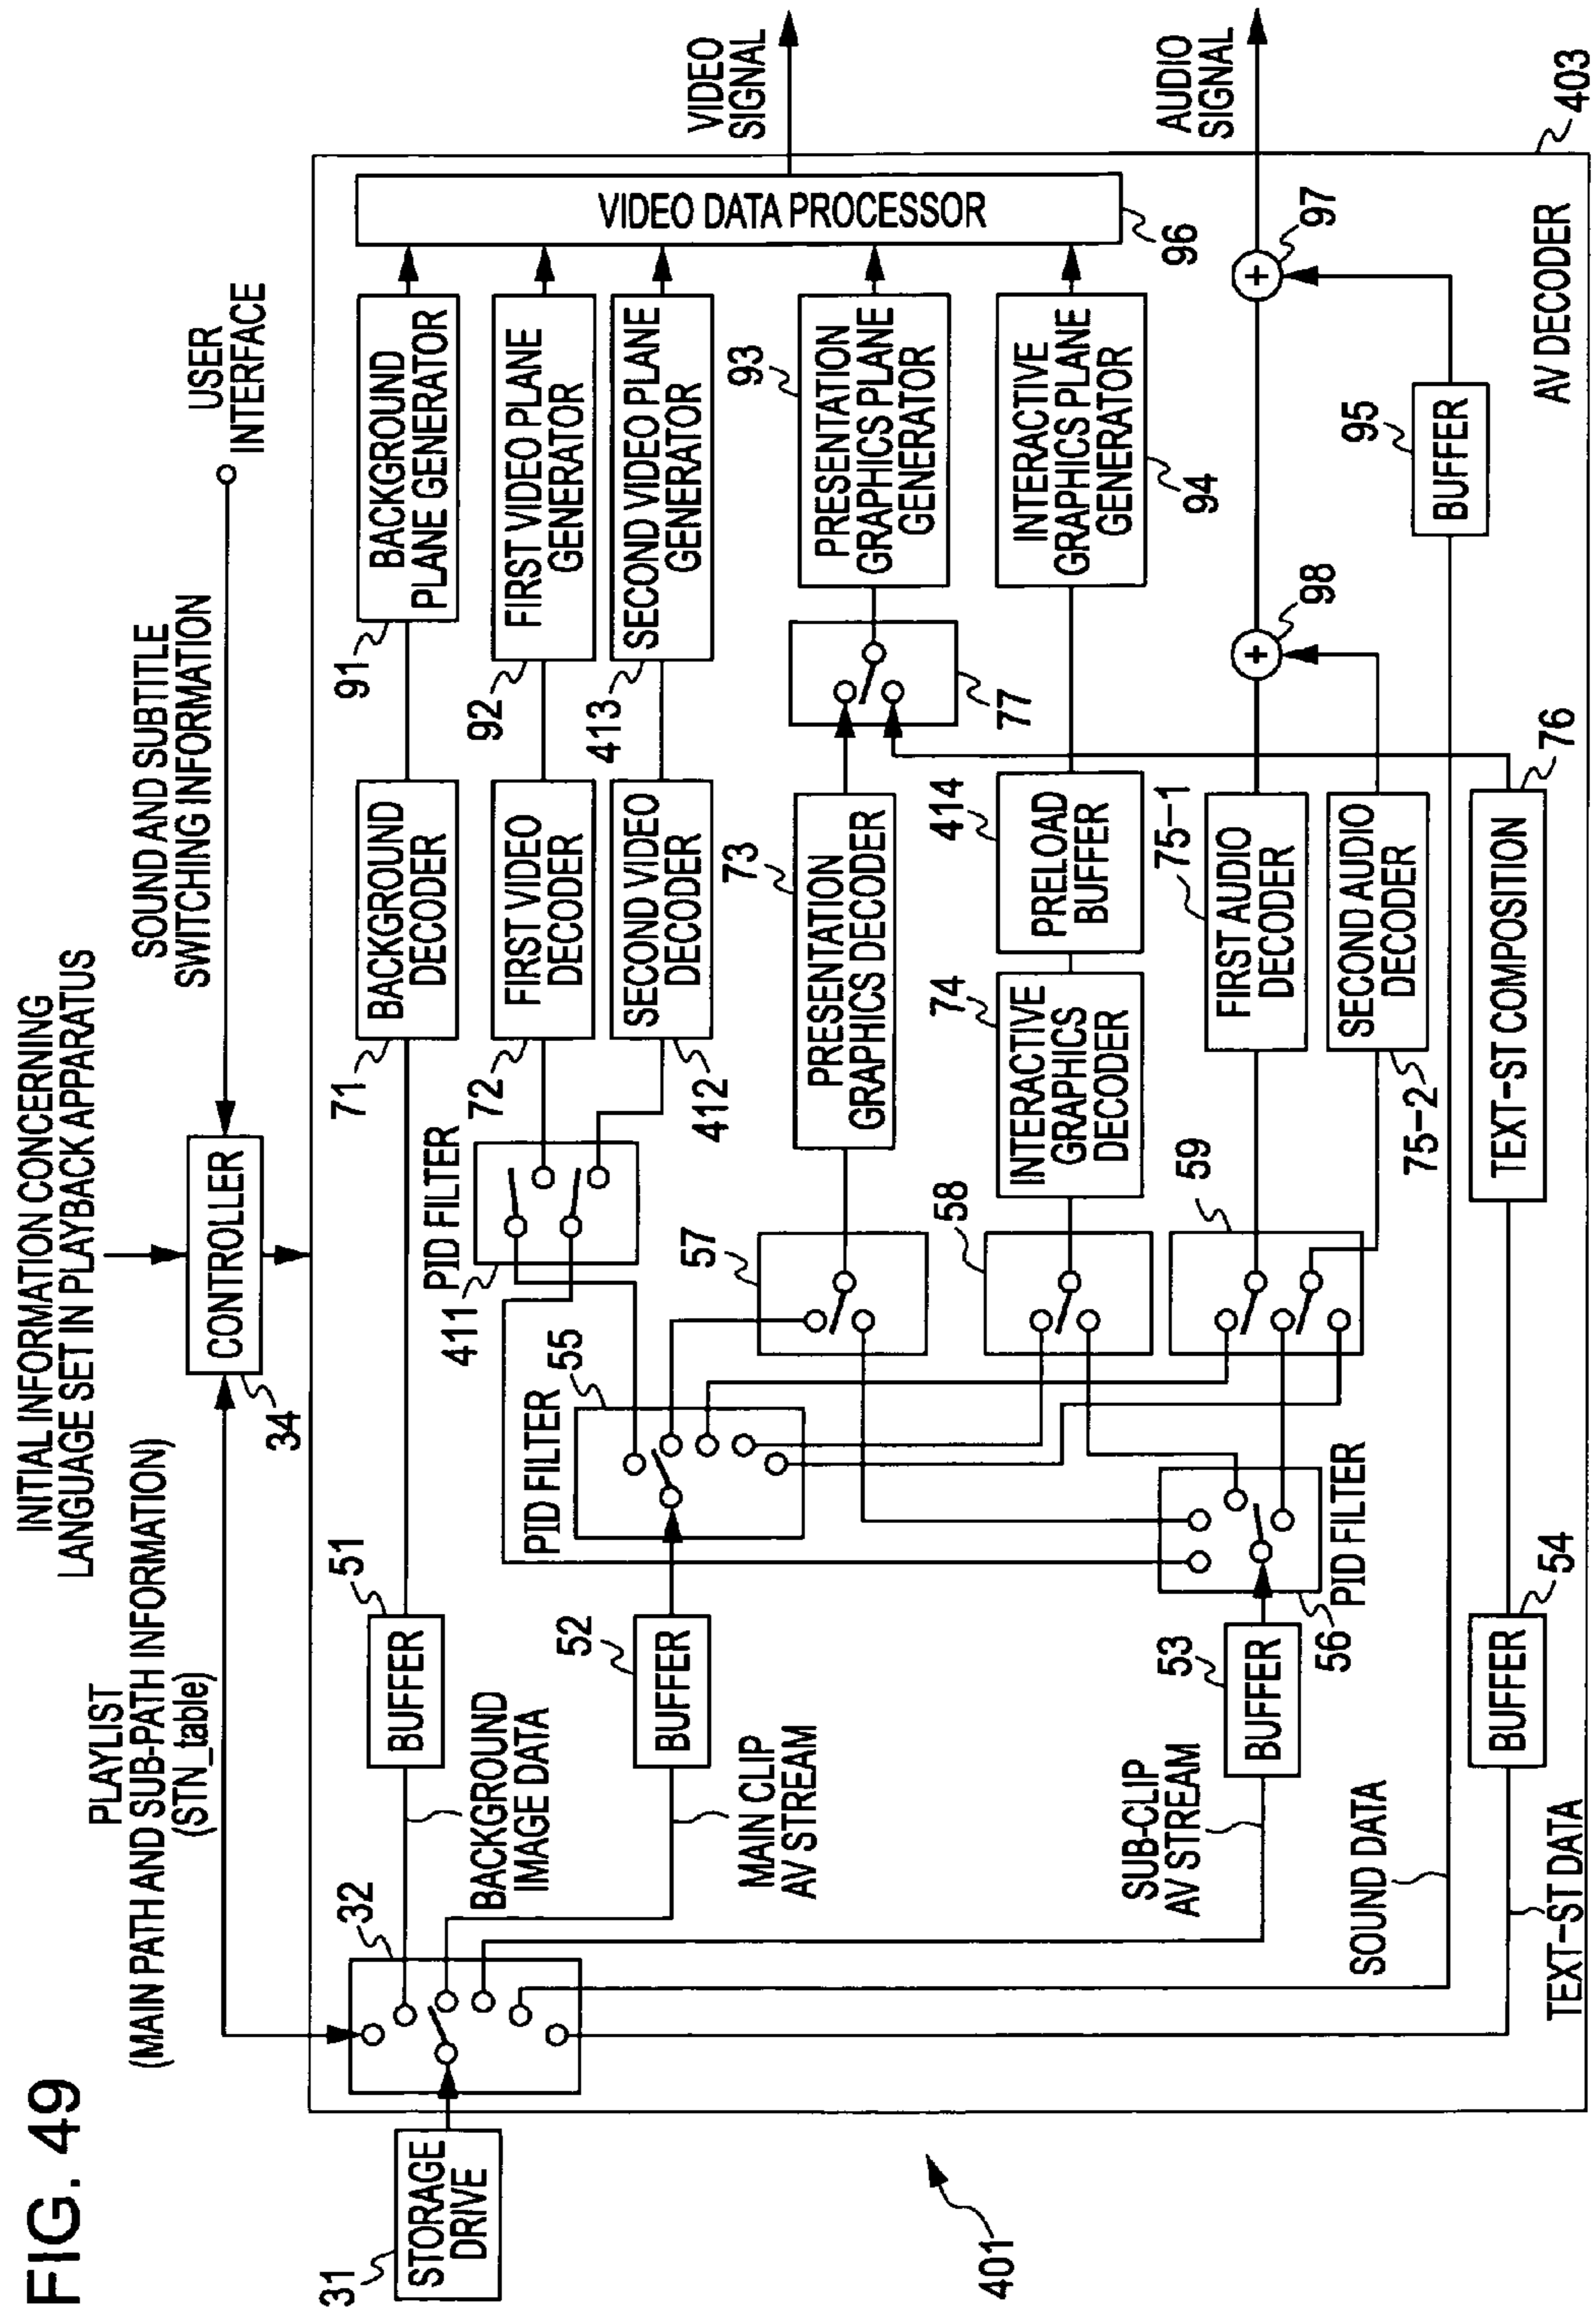 FIG. 49
INITIAL INFORMATION CONCERNING
LANGUAGE SET IN PLAYBACK APPARATUS
PLAYLIST
(MAIN PATH AND SUB-PATH INFORMATION)
(STN_table)
SOUND AND SUBTITLE
SWITCHING INFORMATION
USER
INTERFACE
CONTROLLER
34
31
STORAGE
DRIVE
32
BACKGROUND
IMAGE DATA
MAIN CLIP
AV STREAM
SUB-CLIP
AV STREAM
SOUND DATA
TEXT-ST DATA
51
BUFFER
52
BUFFER
53
BUFFER
54
BUFFER
PID FILTER
55
PID FILTER
56
PID FILTER
411
57
58
59
71
BACKGROUND
DECODER
72
FIRST VIDEO
DECODER
412
SECOND VIDEO
DECODER
73
PRESENTATION
GRAPHICS DECODER
74
INTERACTIVE
GRAPHICS
DECODER
414
PRELOAD
BUFFER
75-1
FIRST AUDIO
DECODER
75-2
SECOND AUDIO
DECODER
76
TEXT-ST COMPOSITION
77
91
BACKGROUND
PLANE GENERATOR
92
FIRST VIDEO PLANE
GENERATOR
413
SECOND VIDEO PLANE
GENERATOR
93
PRESENTATION
GRAPHICS PLANE
GENERATOR
94
INTERACTIVE
GRAPHICS PLANE
GENERATOR
98
+
97
+
95
BUFFER
VIDEO DATA PROCESSOR
96
VIDEO
SIGNAL
AUDIO
SIGNAL
AV DECODER
403
401